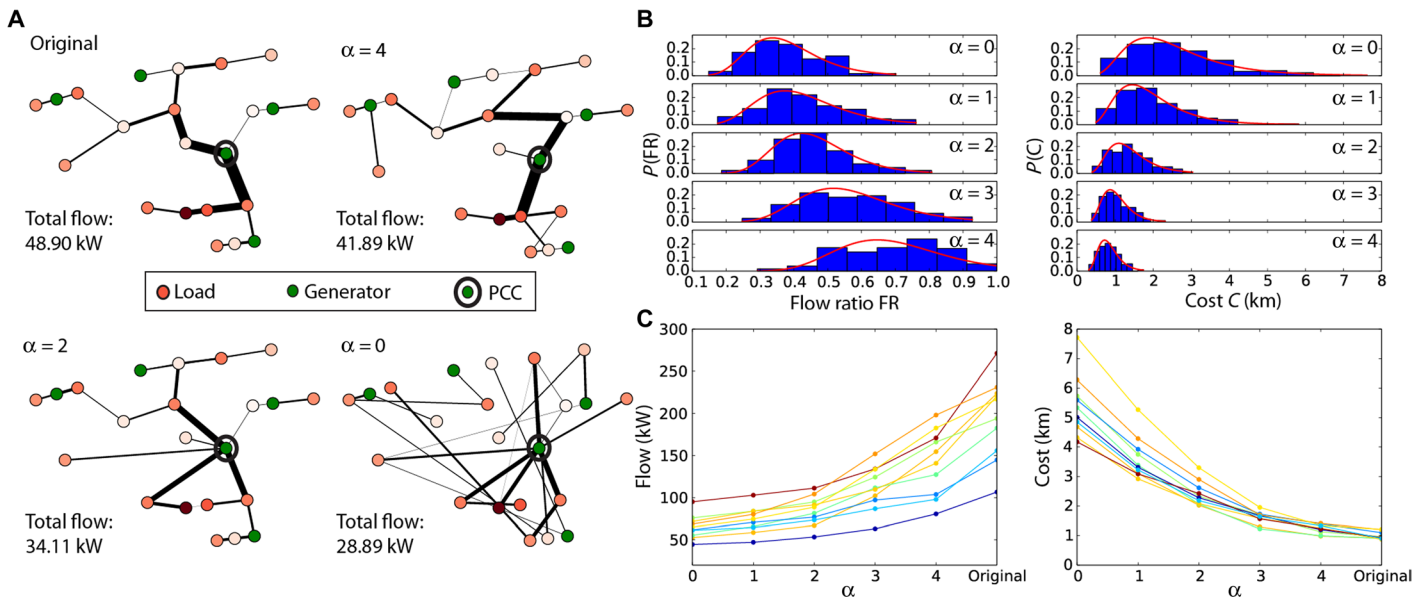 A
Original
α = 4
Total flow:
48.90 kW
Total flow:
41.89 kW
Load
Generator
PCC
α = 2
α = 0
Total flow:
34.11 kW
Total flow:
28.89 kW
B
0.2
0.1
0.0
α = 0
0.2
0.1
0.0
α = 1
0.2
0.1
0.0
α = 2
0.2
0.1
0.0
α = 3
0.2
0.1
0.0
α = 4
P(FR)
0.1 0.2 0.3 0.4 0.5 0.6 0.7 0.8 0.9 1.0
Flow ratio FR
0.2
0.1
0.0
α = 0
0.2
0.1
0.0
α = 1
0.2
0.1
0.0
α = 2
0.2
0.1
0.0
α = 3
0.2
0.1
0.0
α = 4
P(C)
0 1 2 3 4 5 6 7 8
Cost C (km)
C
300
250
200
150
100
50
Flow (kW)
0 1 2 3 4 Original
α
8
7
6
5
4
3
2
1
0
Cost (km)
0 1 2 3 4 Original
α